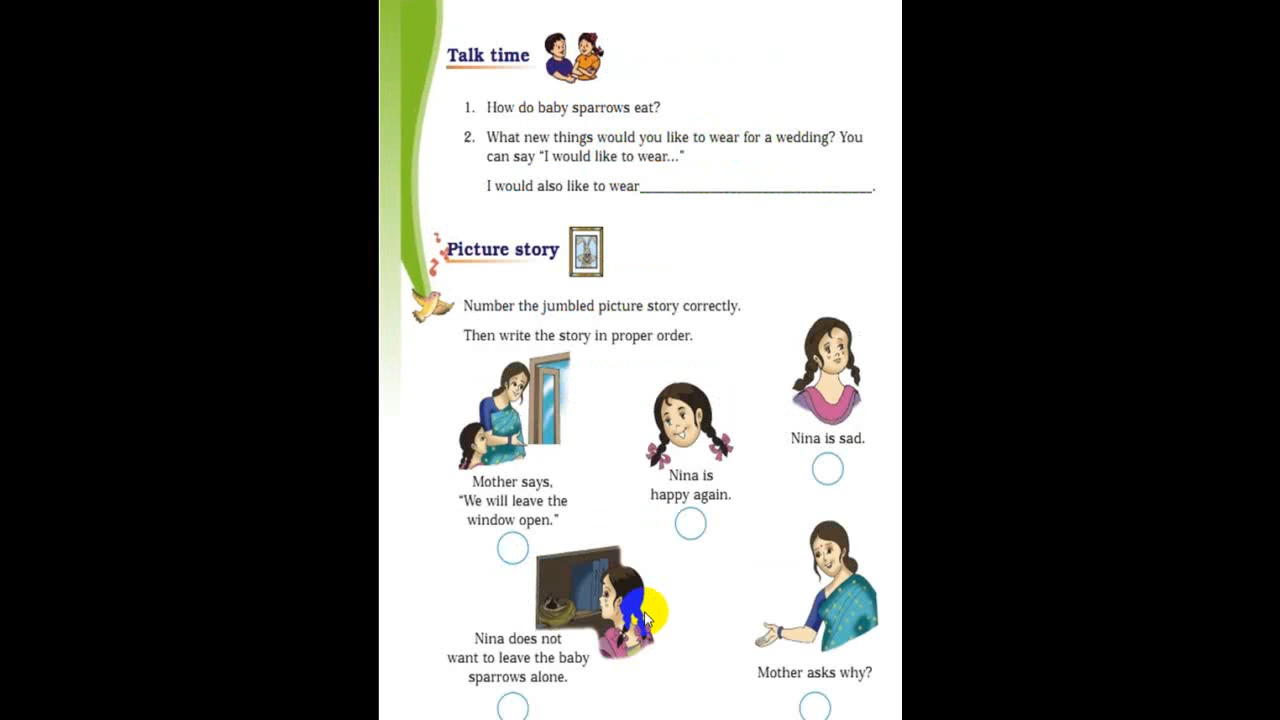 Talk time
1. How do baby sparrows eat?
2. What new things would you like to wear for a wedding? You
can say “I would like to wear...”
I would also like to wear________________________________.
Picture story
Number the jumbled picture story correctly.
Then write the story in proper order.
Nina is sad.
Mother says,
“We will leave the
window open.”
Nina is
happy again.
Nina does not
want to leave the baby
sparrows alone.
Mother asks why?